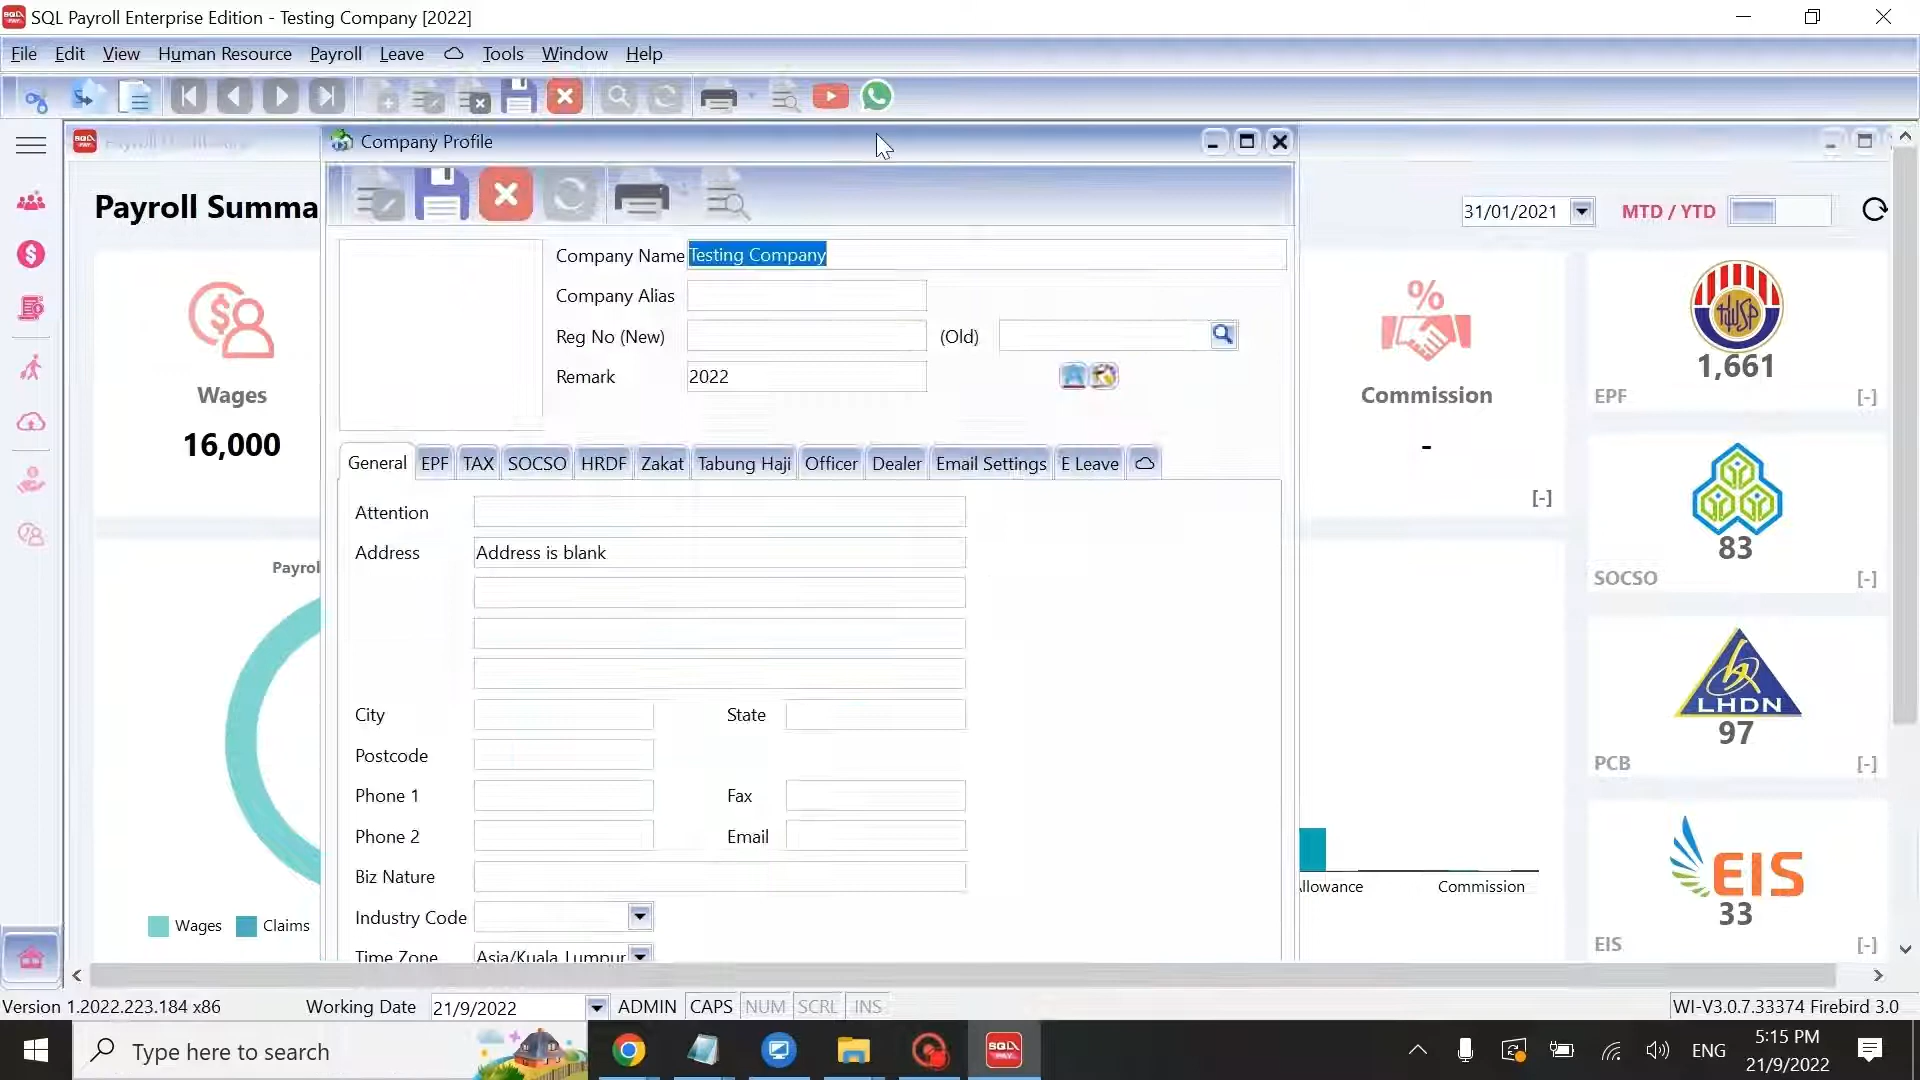 SQL Payroll Enterprise Edition - Testing Company [2022]
File Edit View Human Resource Payroll Leave Tools Window Help
Company Profile
Payroll Summa
31/01/2021 MTD / YTD
Company Name Testing Company
Company Alias
Reg No (New) (Old)
Remark 2022
Wages
16,000
Commission
-
[-]
1,661
EPF [-]
General EPF TAX SOCSO HRDF Zakat Tabung Haji Officer Dealer Email Settings E Leave
Attention
Address Address is blank
City State
Postcode
Phone 1 Fax
Phone 2 Email
Biz Nature
Industry Code
Time Zone Asia/Kuala_Lumpur
83
SOCSO [-]
LHDN
97
PCB [-]
EIS
33
EIS [-]
Payrol
Wages Claims
llowance Commission
Version 1.2022.223.184 x86 Working Date 21/9/2022 ADMIN CAPS NUM SCRL INS WI-V3.0.7.33374 Firebird 3.0
Type here to search
SQL PAY
ENG
5:15 PM
21/9/2022